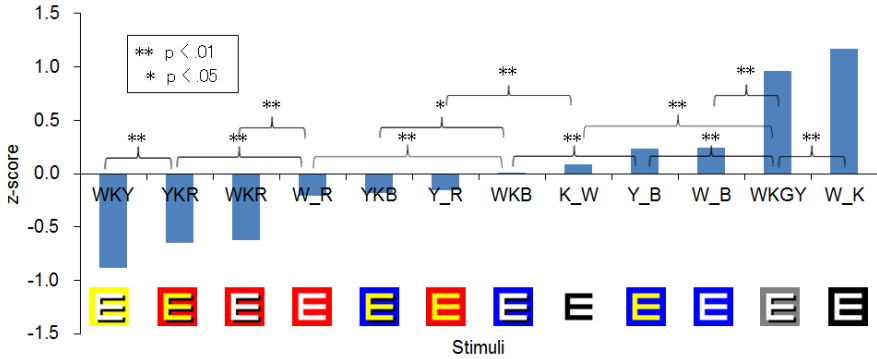 1.5
** p < .01
* p < .05
**
1.0
**
*
**
**
0.5
** ** ** ** ** ** **
0.0
WKY YKR WKR W_R YKB Y_R WKB K_W Y_B W_B WKGY W_K
-0.5
-1.0
E E E E E E E E E E E E
-1.5
z-score
Stimuli